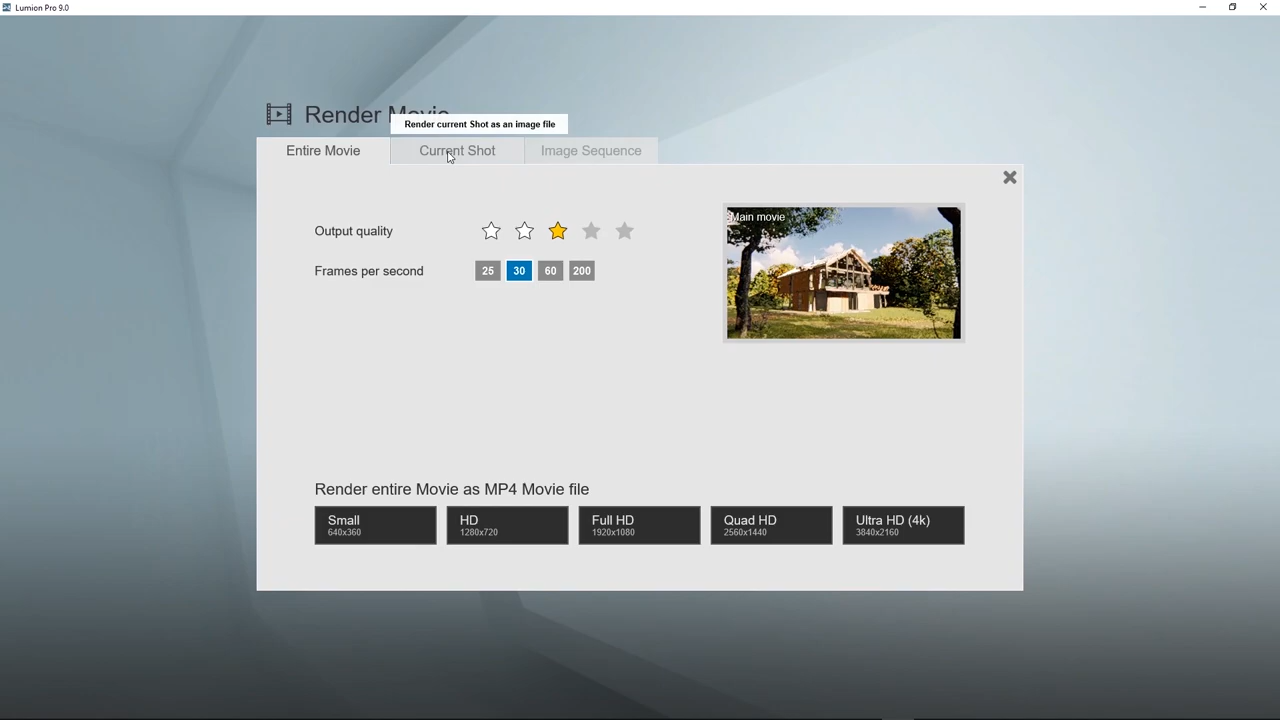 Lumion Pro 9.0
Render Movie
Render current Shot as an image file
Entire Movie
Current Shot
Image Sequence
Output quality
Main movie
Frames per second
25
30
60
200
Render entire Movie as MP4 Movie file
Small
640x360
HD
1280x720
Full HD
1920x1080
Quad HD
2560x1440
Ultra HD (4k)
3840x2160